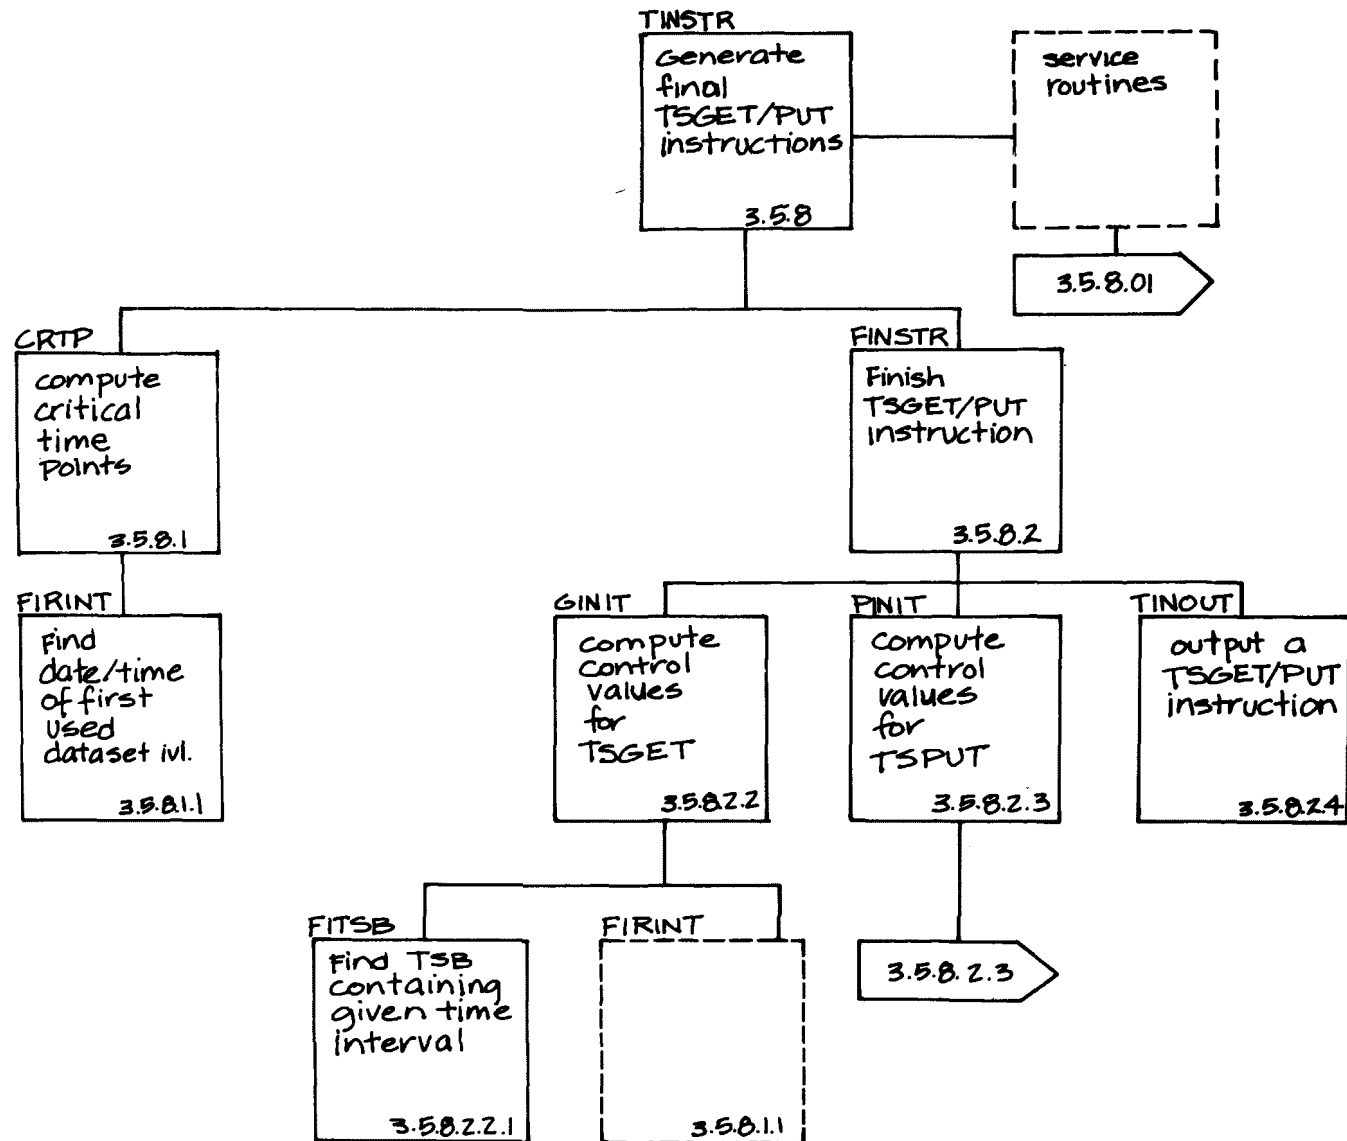 TINSTR
Generate
final
TSGET/PUT
instructions
3.5.8
service
routines
3.5.8.01
CRTP
compute
critical
time
points
3.5.8.1
FINSTR
Finish
TSGET/PUT
instruction
3.5.8.2
FIRINT
Find
date/time
of first
used
dataset ivl.
3.5.8.1.1
GINIT
compute
control
values
for
TSGET
3.5.8.2.2
PINIT
compute
control
values
for
TSPUT
3.5.8.2.3
TINOUT
output a
TSGET/PUT
instruction
3.5.8.2.4
FITSB
Find TSB
containing
given time
interval
3.5.8.2.2.1
FIRINT
3.5.8.1.1
3.5.8.2.3